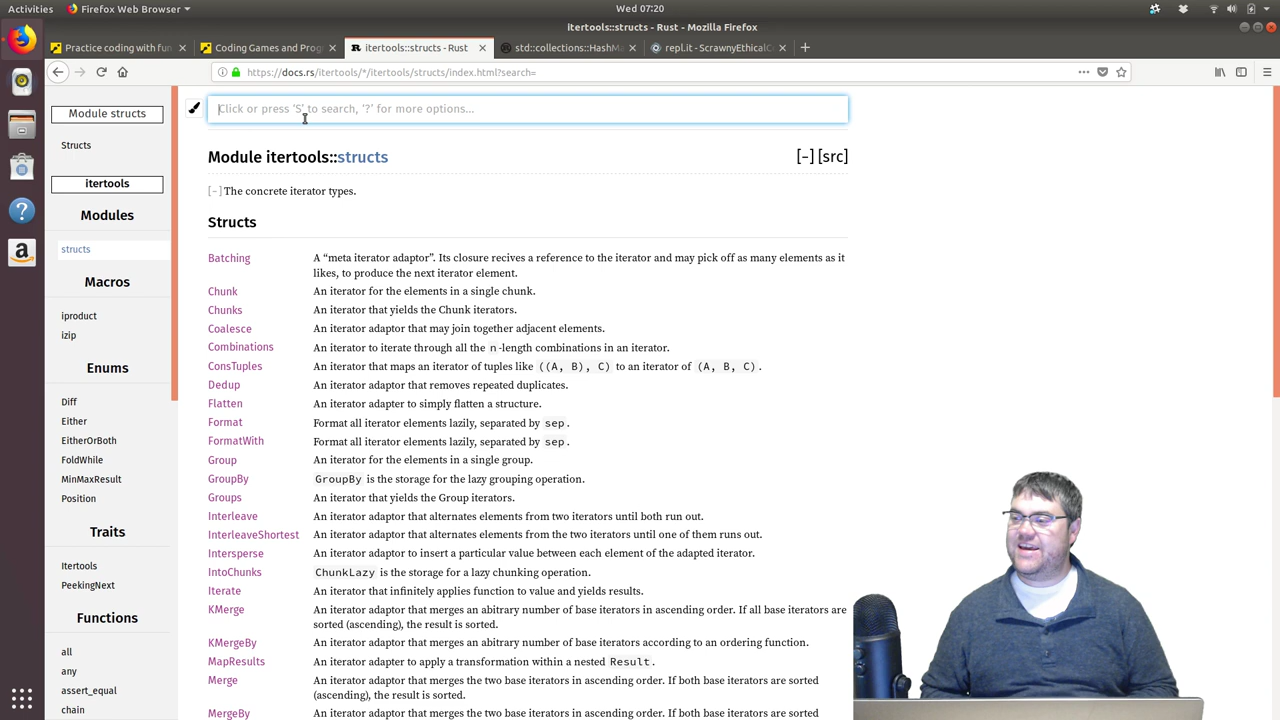 Activities
Firefox Web Browser
Wed 07:20
itertools::structs - Rust - Mozilla Firefox
Practice coding with fun
Coding Games and Prog
itertools::structs - Rust
std::collections::HashMa
repl.it - ScrawnyEthicalC
https://docs.rs/itertools/*/itertools/structs/index.html?search=
Module structs
Structs
itertools
Modules
structs
Macros
iproduct
izip
Enums
Diff
Either
EitherOrBoth
FoldWhile
MinMaxResult
Position
Traits
Itertools
PeekingNext
Functions
all
any
assert_equal
chain
Click or press ‘S’ to search, ‘?’ for more options...
Module itertools::structs
[-] [src]
[-] The concrete iterator types.
Structs
Batching A “meta iterator adaptor”. Its closure recives a reference to the iterator and may pick off as many elements as it
likes, to produce the next iterator element.
Chunk An iterator for the elements in a single chunk.
Chunks An iterator that yields the Chunk iterators.
Coalesce An iterator adaptor that may join together adjacent elements.
Combinations An iterator to iterate through all the n-length combinations in an iterator.
ConsTuples An iterator that maps an iterator of tuples like ((A, B), C) to an iterator of (A, B, C).
Dedup An iterator adaptor that removes repeated duplicates.
Flatten An iterator adapter to simply flatten a structure.
Format Format all iterator elements lazily, separated by sep.
FormatWith Format all iterator elements lazily, separated by sep.
Group An iterator for the elements in a single group.
GroupBy GroupBy is the storage for the lazy grouping operation.
Groups An iterator that yields the Group iterators.
Interleave An iterator adaptor that alternates elements from two iterators until both run out.
InterleaveShortest An iterator adaptor that alternates elements from the two iterators until one of them runs out.
Intersperse An iterator adaptor to insert a particular value between each element of the adapted iterator.
IntoChunks ChunkLazy is the storage for a lazy chunking operation.
Iterate An iterator that infinitely applies function to value and yields results.
KMerge An iterator adaptor that merges an abitrary number of base iterators in ascending order. If all base iterators are
sorted (ascending), the result is sorted.
KMergeBy An iterator adaptor that merges an abitrary number of base iterators according to an ordering function.
MapResults An iterator adapter to apply a transformation within a nested Result.
Merge An iterator adaptor that merges the two base iterators in ascending order. If both base iterators are sorted
(ascending), the result is sorted.
MergeBy An iterator adaptor that merges the two base iterators in ascending order. If both base iterators are sorted